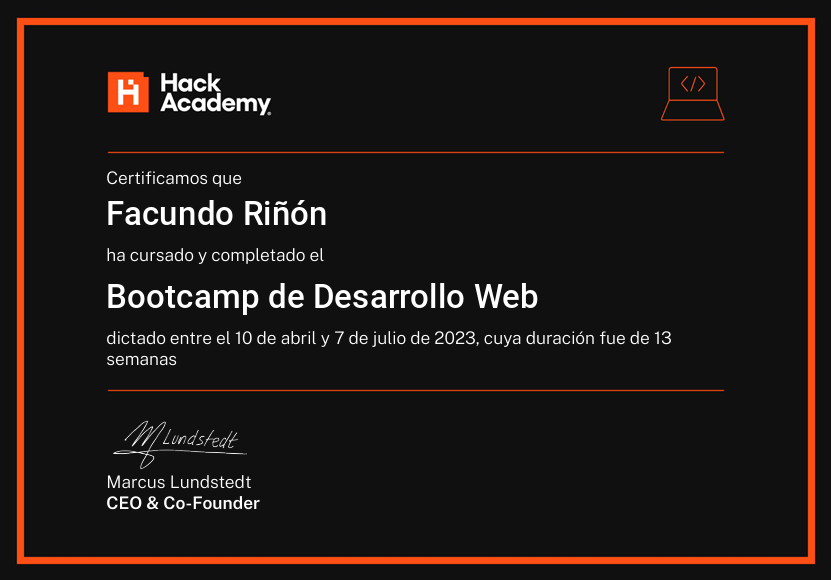 Hack
Academy®
</>
Certificamos que
Facundo Riñón
ha cursado y completado el
Bootcamp de Desarrollo Web
dictado entre el 10 de abril y 7 de julio de 2023, cuya duración fue de 13
semanas
MLundstedt
Marcus Lundstedt
CEO & Co-Founder